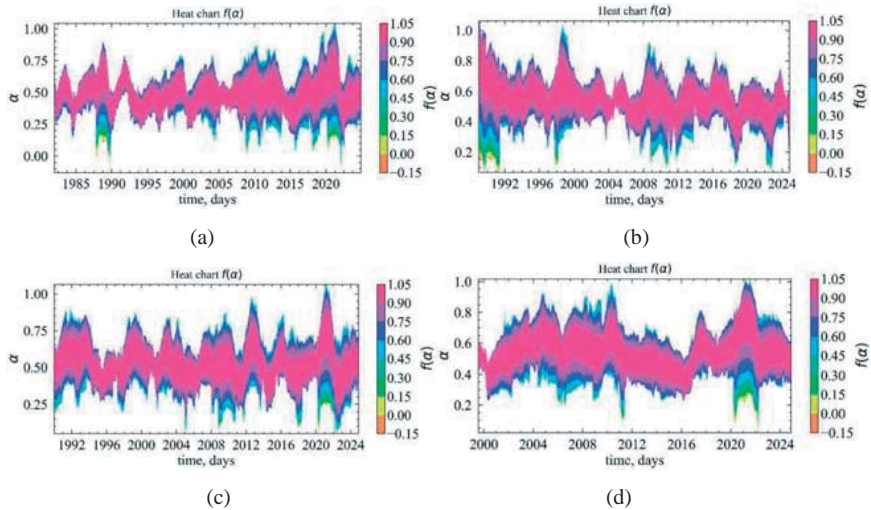 Heat chart f(α)
1.00
0.75
0.50
0.25
0.00
α
1985 1990 1995 2000 2005 2010 2015 2020
time, days
1.05
0.90
0.75
0.60
0.45
0.30
0.15
0.00
−0.15
f(α)
(a)
Heat chart f(α)
1.0
0.8
0.6
0.4
0.2
α
1992 1996 2000 2004 2008 2012 2016 2020 2024
time, days
1.05
0.90
0.75
0.60
0.45
0.30
0.15
0.00
−0.15
f(α)
(b)
Heat chart f(α)
1.00
0.75
0.50
0.25
α
1992 1996 2000 2004 2008 2012 2016 2020 2024
time, days
1.05
0.90
0.75
0.60
0.45
0.30
0.15
0.00
−0.15
f(α)
(c)
Heat chart f(α)
1.0
0.8
0.6
0.4
0.2
α
2000 2004 2008 2012 2016 2020 2024
time, days
1.05
0.90
0.75
0.60
0.45
0.30
0.15
0.00
−0.15
f(α)
(d)